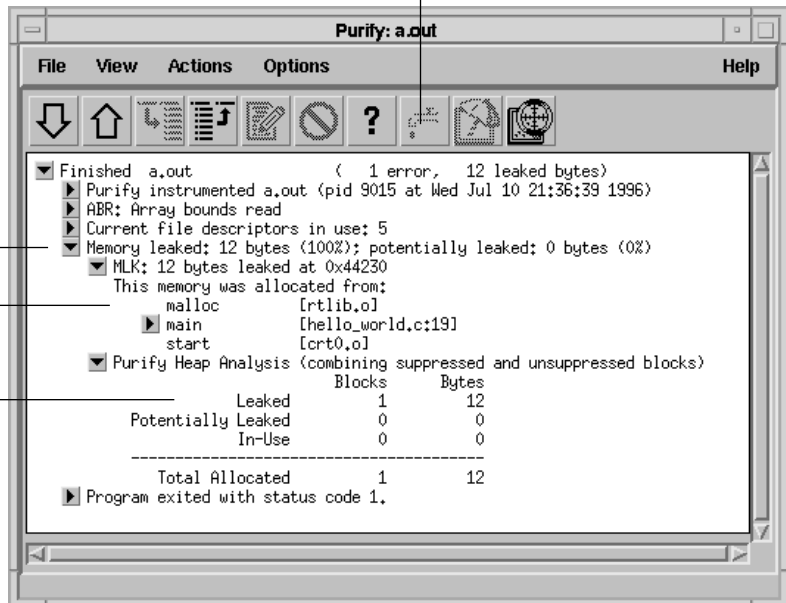 Purify: a.out
File View Actions Options Help
?
Finished a.out ( 1 error, 12 leaked bytes)
Purify instrumented a.out (pid 9015 at Wed Jul 10 21:36:39 1996)
ABR: Array bounds read
Current file descriptors in use: 5
Memory leaked: 12 bytes (100%); potentially leaked: 0 bytes (0%)
MLK: 12 bytes leaked at 0x44230
This memory was allocated from:
malloc [rtlib.o]
main [hello_world.c:19]
start [crt0.o]
Purify Heap Analysis (combining suppressed and unsuppressed blocks)
Blocks Bytes
Leaked 1 12
Potentially Leaked 0 0
In-Use 0 0
----------------------------------------
Total Allocated 1 12
Program exited with status code 1.